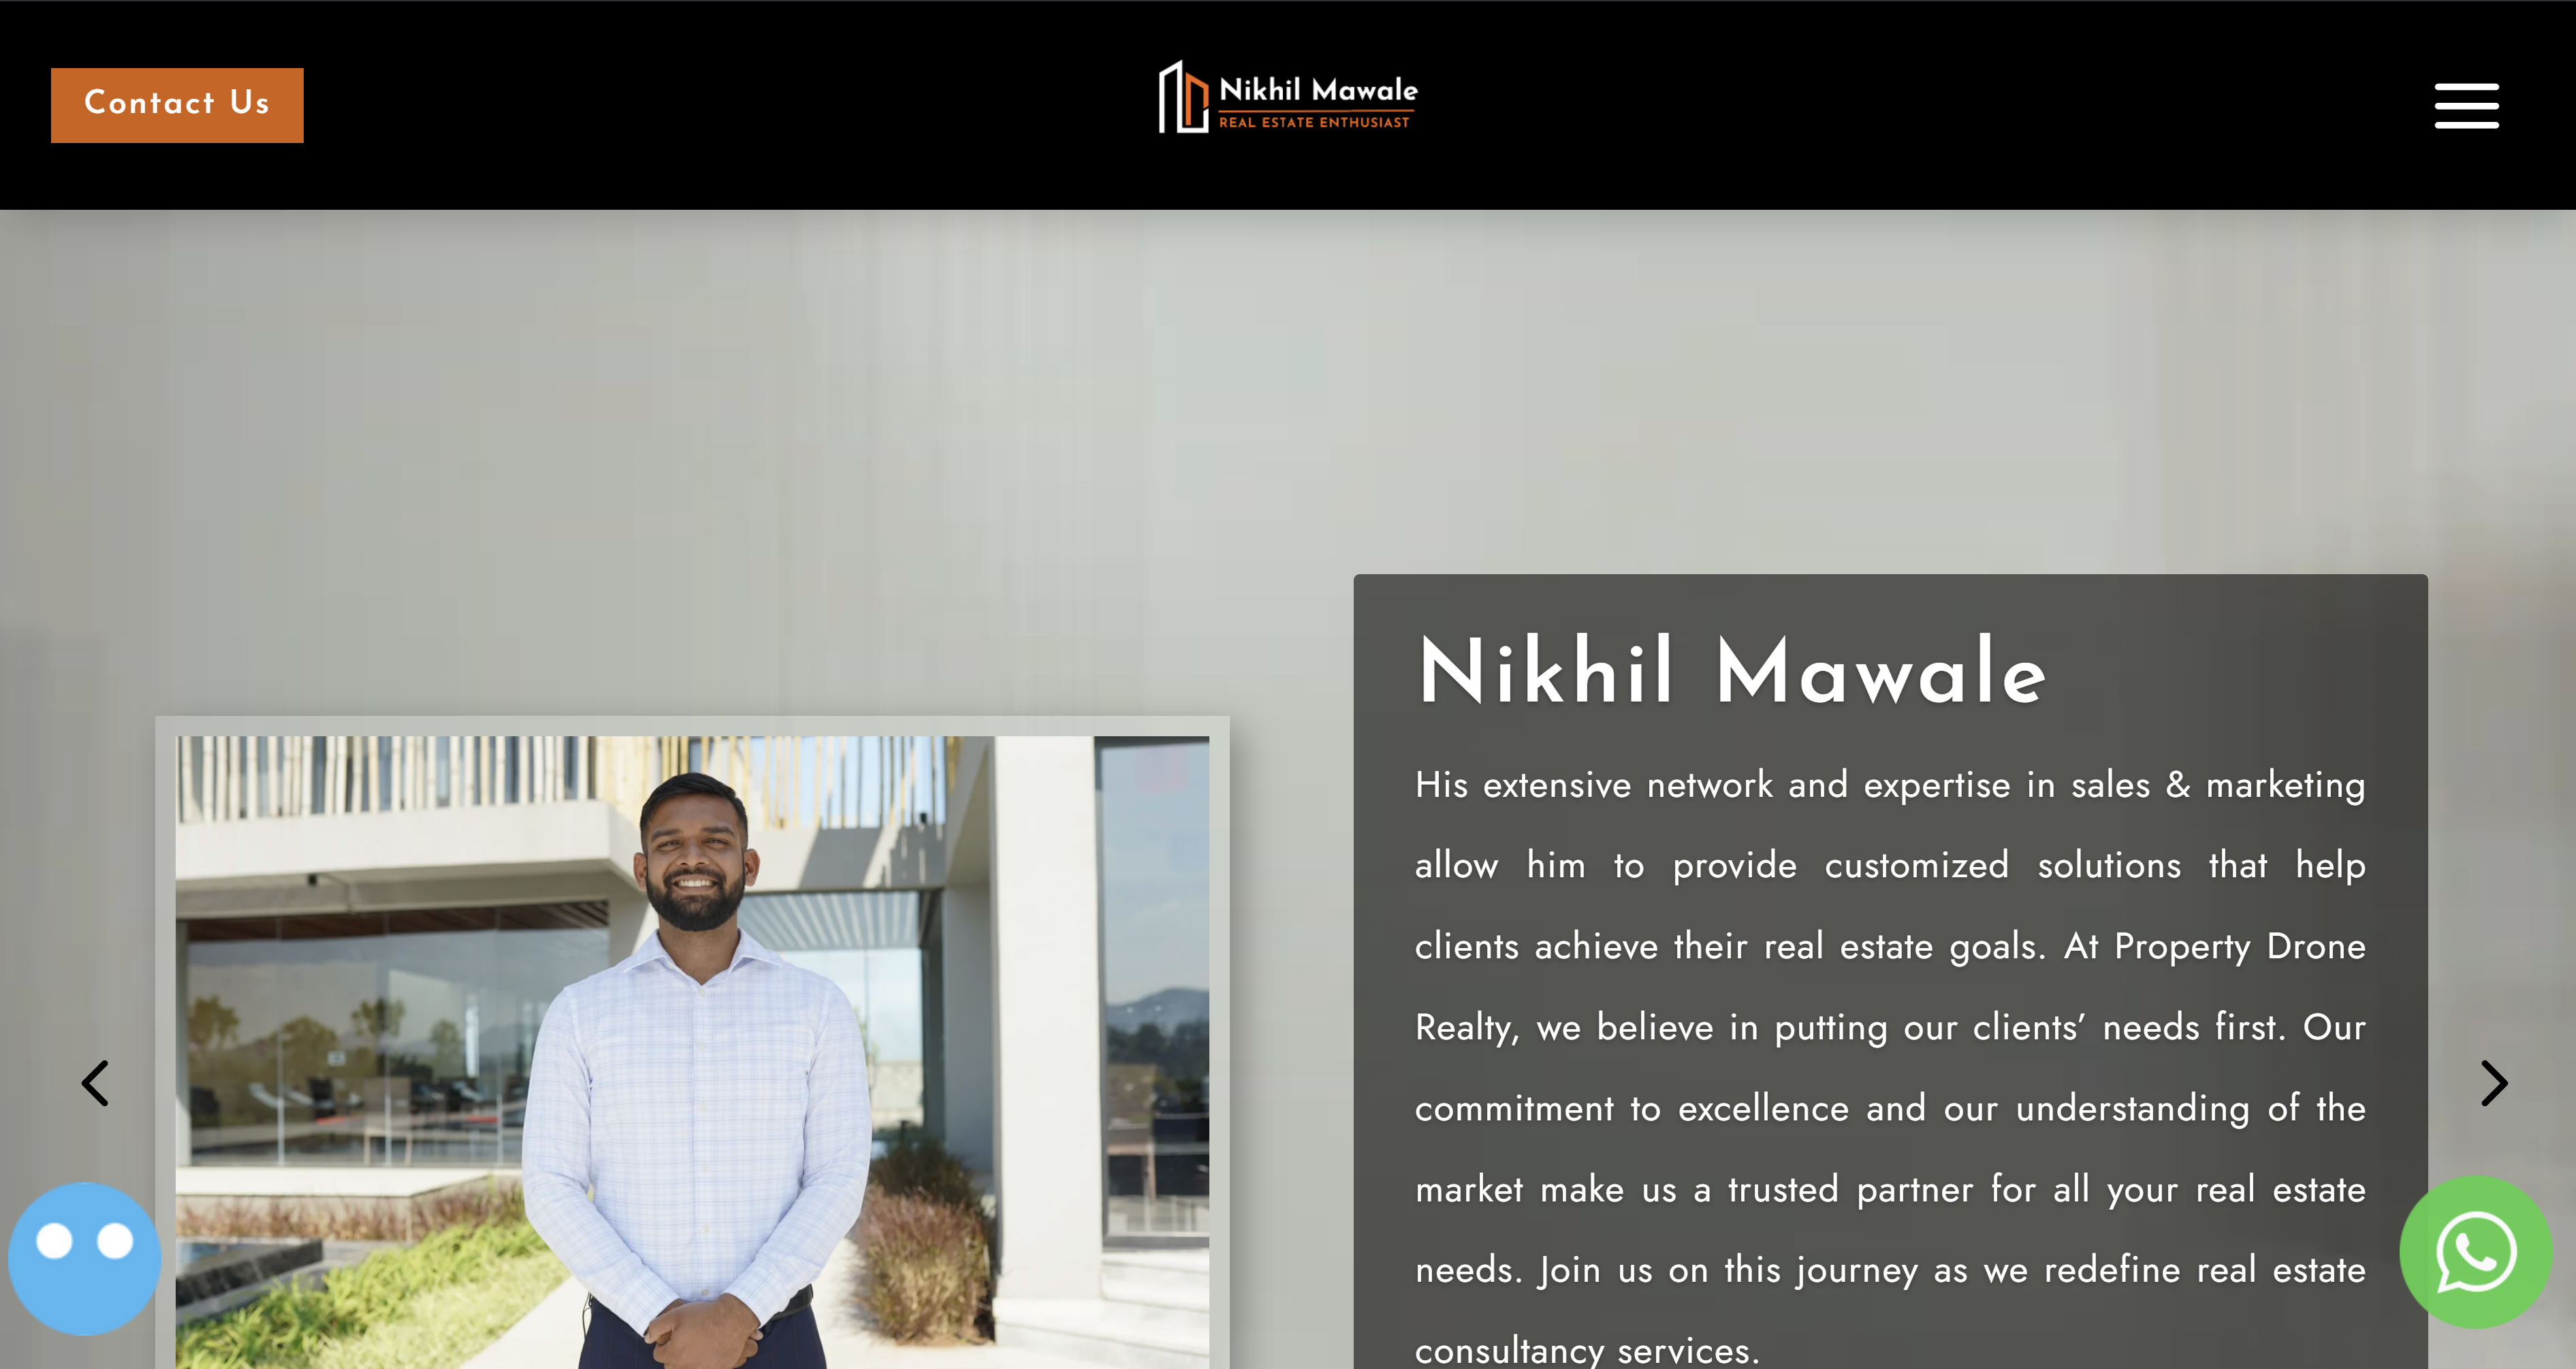 Contact Us
Nikhil Mawale
REAL ESTATE ENTHUSIAST
Nikhil Mawale
His extensive network and expertise in sales & marketing
allow him to provide customized solutions that help
clients achieve their real estate goals. At Property Drone
Realty, we believe in putting our clients’ needs first. Our
commitment to excellence and our understanding of the
market make us a trusted partner for all your real estate
needs. Join us on this journey as we redefine real estate
consultancy services.